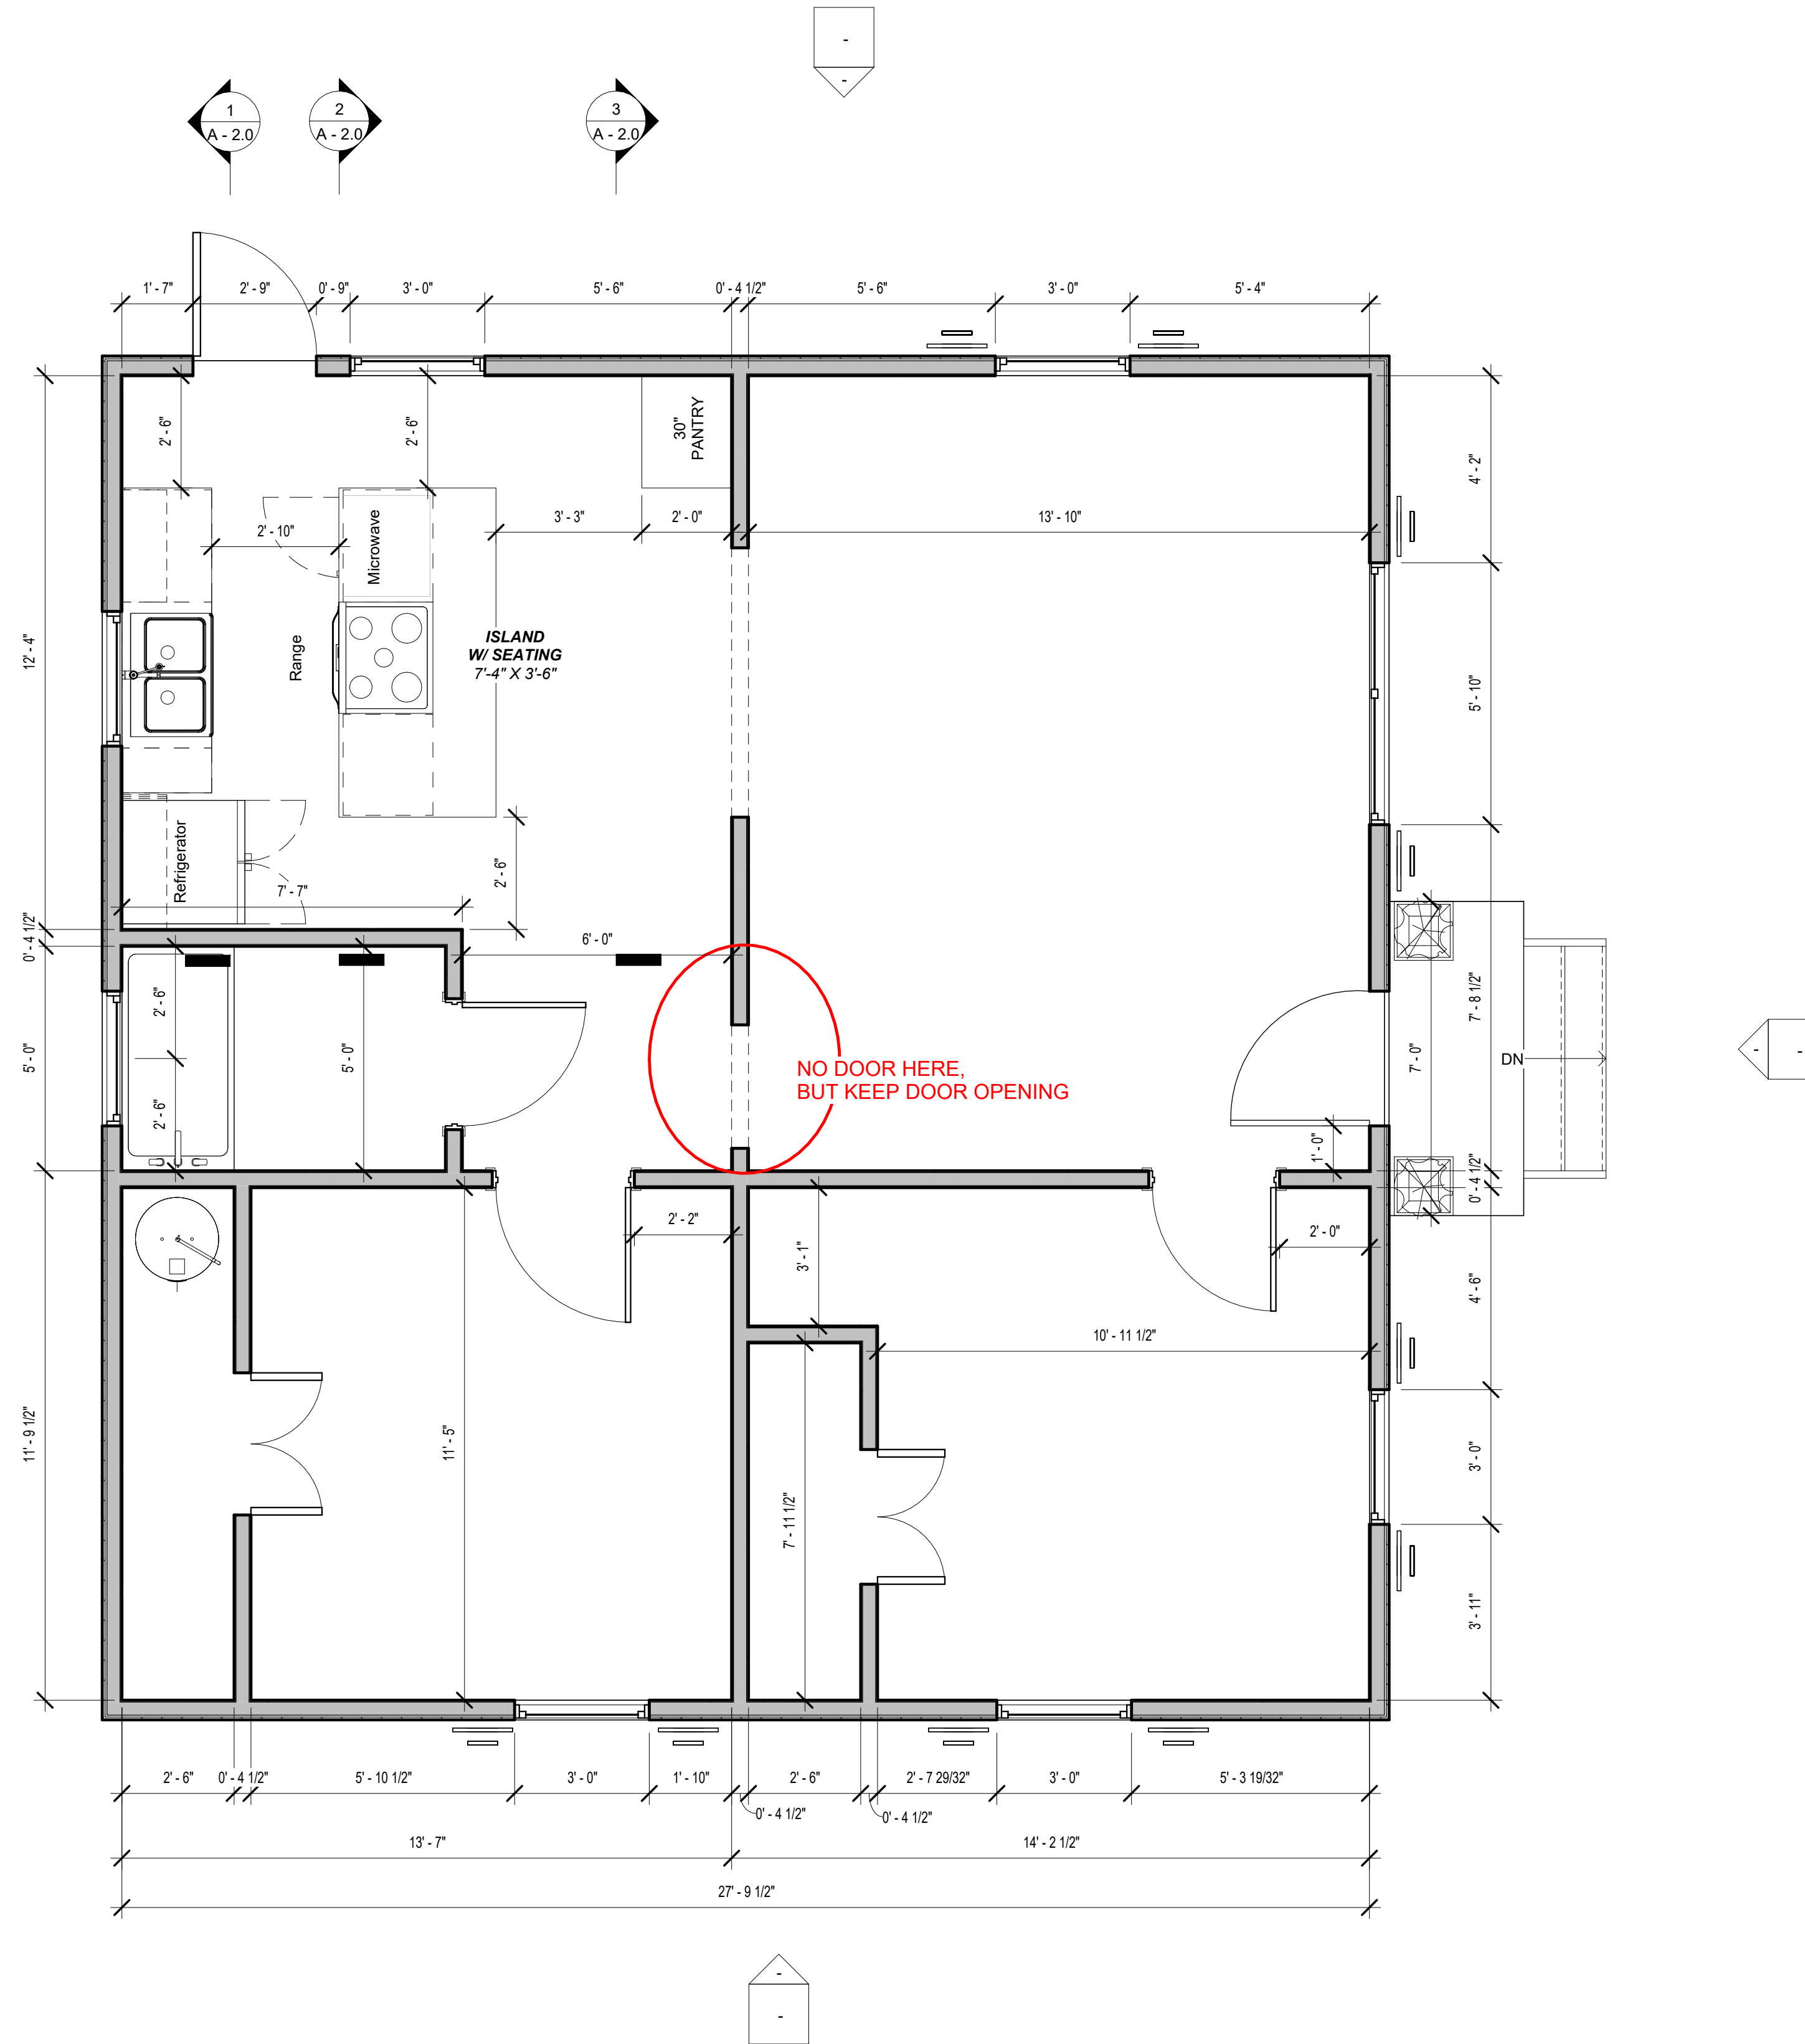 -
-
1
A - 2.0
2
A - 2.0
3
A - 2.0
1' - 7"
2' - 9"
0' - 9"
3' - 0"
5' - 6"
0' - 4 1/2"
5' - 6"
3' - 0"
5' - 4"
2' - 6"
2' - 6"
30"
PANTRY
4' - 2"
3' - 3"
2' - 0"
13' - 10"
2' - 10"
Microwave
12' - 4"
Range
ISLAND
W/ SEATING
7'-4" X 3'-6"
5' - 10"
Refrigerator
2' - 6"
7' - 7"
0' - 4 1/2"
6' - 0"
2' - 6"
5' - 0"
5' - 0"
2' - 6"
NO DOOR HERE,
BUT KEEP DOOR OPENING
7' - 8 1/2"
7' - 0"
DN
-
-
1' - 0"
0' - 4 1/2"
2' - 2"
3' - 1"
2' - 0"
4' - 6"
10' - 11 1/2"
11' - 9 1/2"
11' - 5"
7' - 11 1/2"
3' - 0"
3' - 11"
2' - 6"
0' - 4 1/2"
5' - 10 1/2"
3' - 0"
1' - 10"
2' - 6"
2' - 7 29/32"
3' - 0"
5' - 3 19/32"
0' - 4 1/2"
0' - 4 1/2"
13' - 7"
14' - 2 1/2"
27' - 9 1/2"
-
-